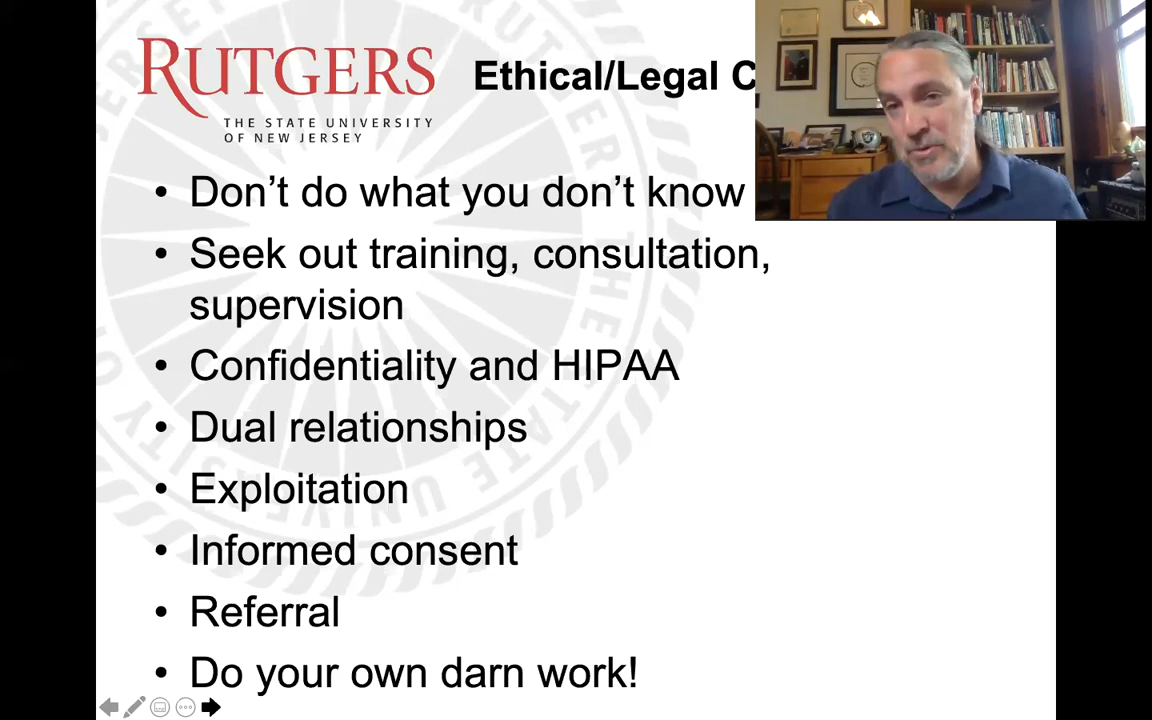 RUTGERS
THE STATE UNIVERSITY
OF NEW JERSEY
Ethical/Legal C
• Don’t do what you don’t know
• Seek out training, consultation,
supervision
• Confidentiality and HIPAA
• Dual relationships
• Exploitation
• Informed consent
• Referral
• Do your own darn work!